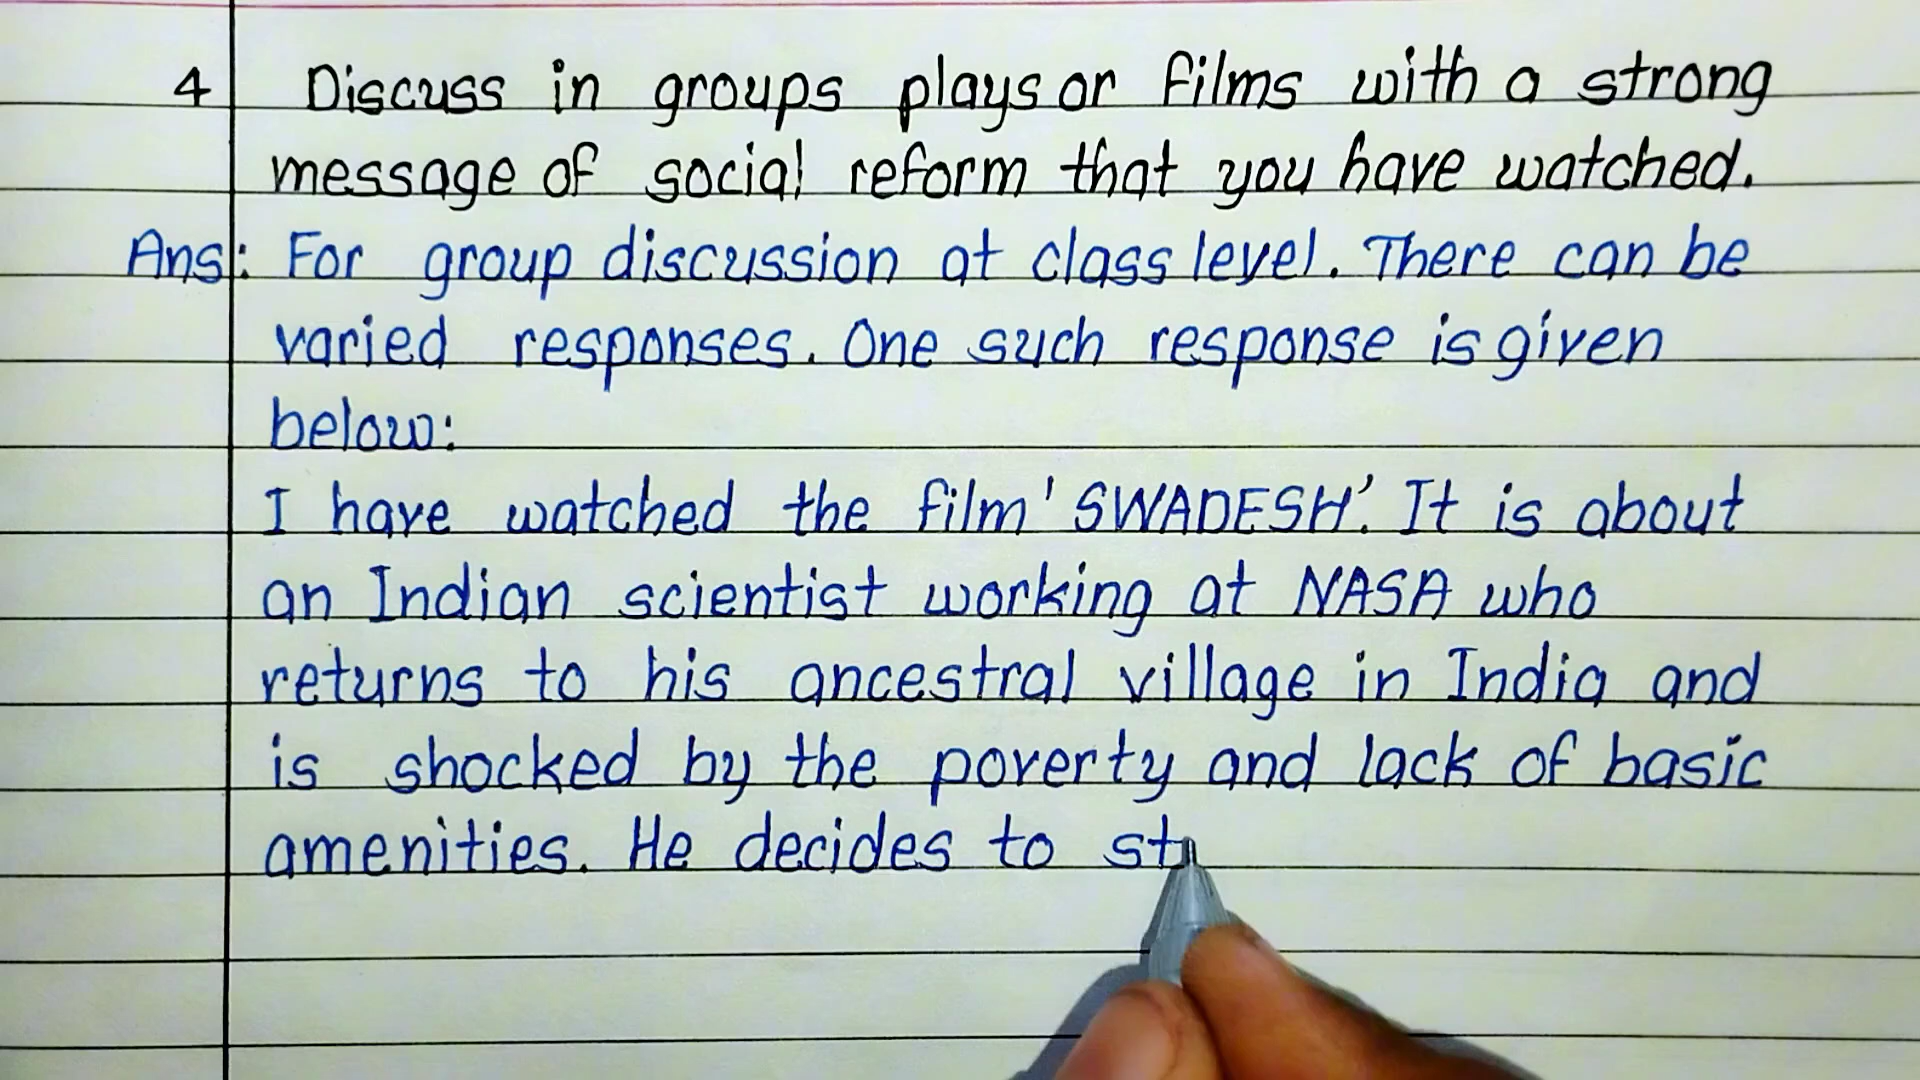 4 Discuss in groups plays or films with a strong
message of social reform that you have watched.
Ans: For group discussion at class level. There can be
varied responses. One such response is given
below:
I have watched the film 'SWADESH'. It is about
an Indian scientist working at NASA who
returns to his ancestral village in India and
is shocked by the poverty and lack of basic
amenities. He decides to st